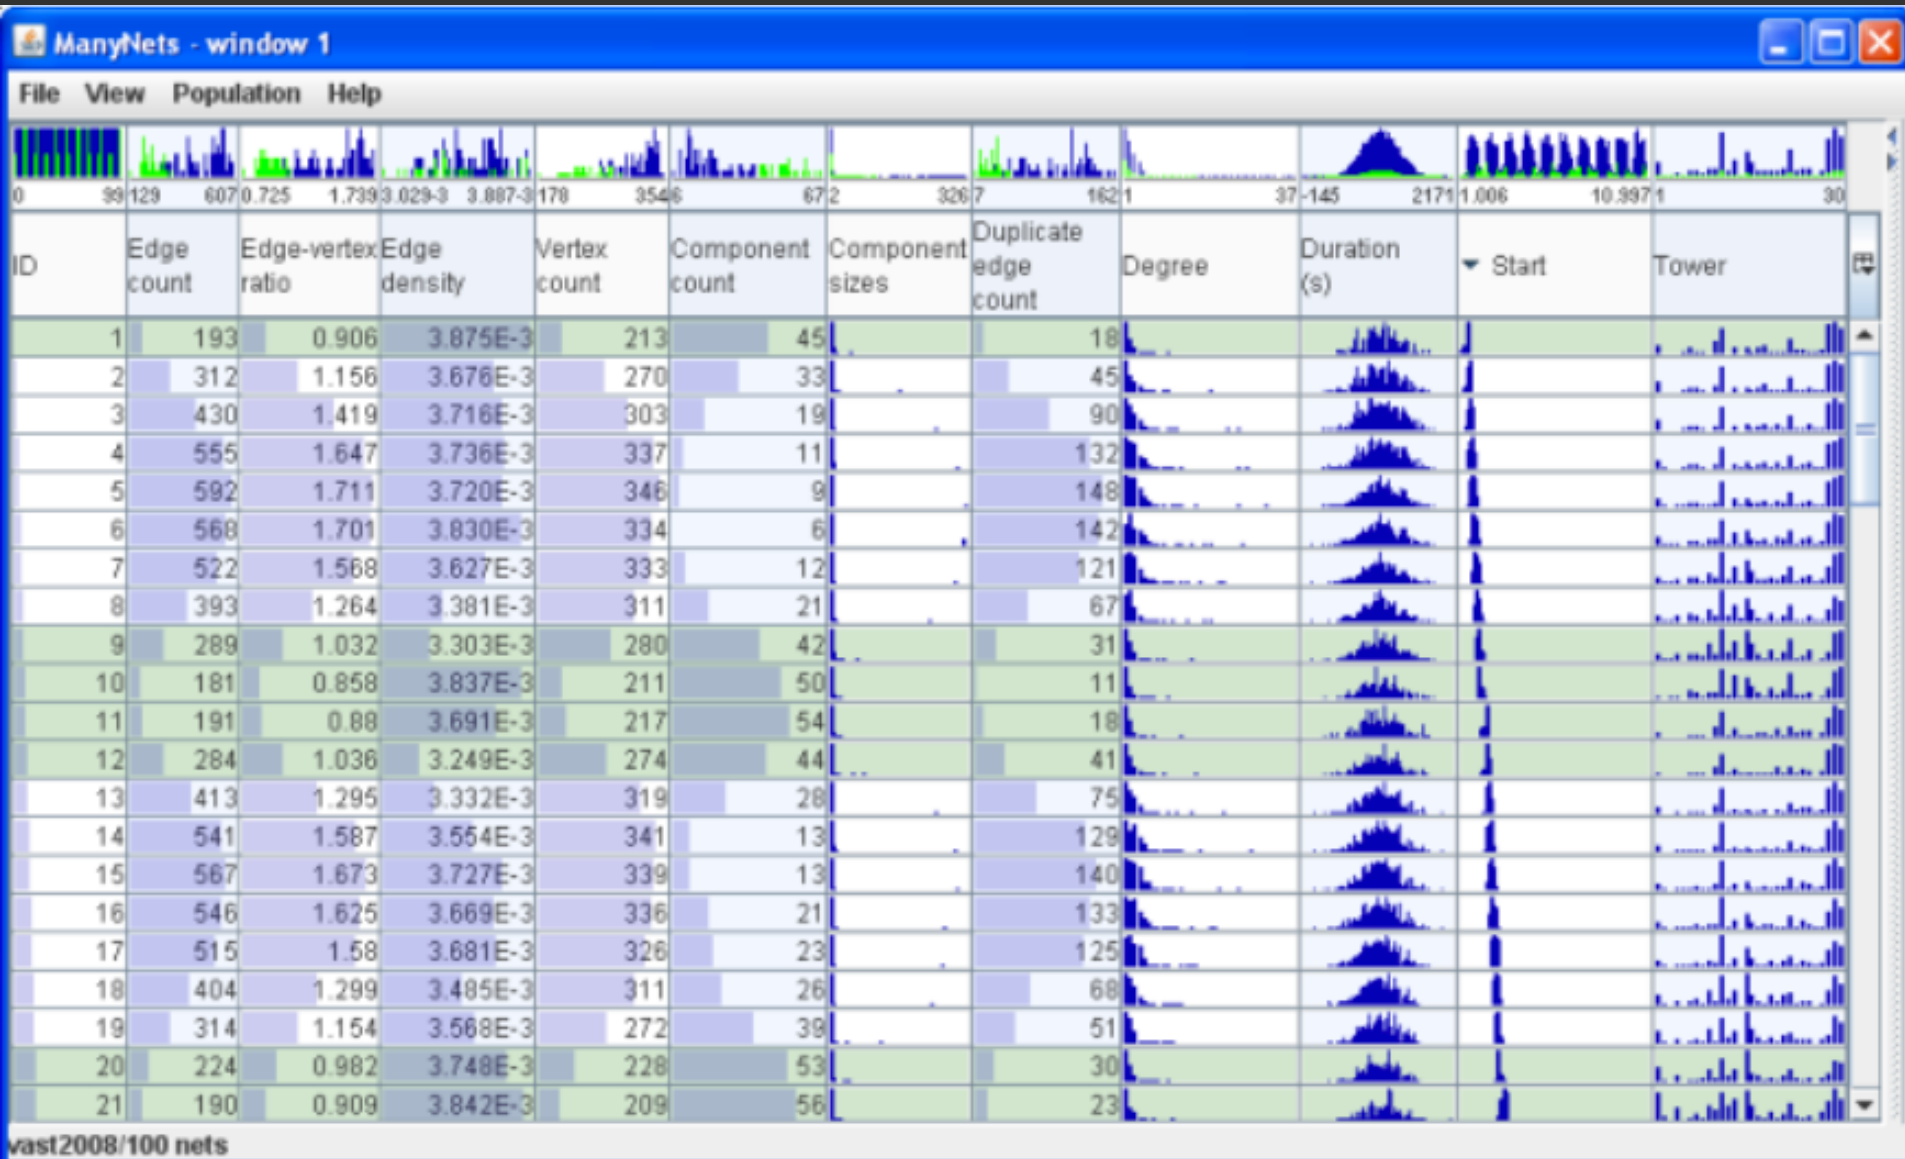 ManyNets - window 1
File View Population Help
0 99 129 607 0.725 1.739 3.029-3 3.887-3 178 354 6 67 2 326 7 162 1 37 -145 2171 1.006 10.997 1 30
ID Edge count Edge-vertex ratio Edge density Vertex count Component count Component sizes Duplicate edge count Degree Duration (s) Start Tower
1 193 0.906 3.875E-3 213 45 18
2 312 1.156 3.676E-3 270 33 45
3 430 1.419 3.716E-3 303 19 90
4 555 1.647 3.736E-3 337 11 132
5 592 1.711 3.720E-3 346 9 148
6 568 1.701 3.830E-3 334 6 142
7 522 1.568 3.627E-3 333 12 121
8 393 1.264 3.381E-3 311 21 67
9 289 1.032 3.303E-3 280 42 31
10 181 0.858 3.837E-3 211 50 11
11 191 0.88 3.691E-3 217 54 18
12 284 1.036 3.249E-3 274 44 41
13 413 1.295 3.332E-3 319 28 75
14 541 1.587 3.554E-3 341 13 129
15 567 1.673 3.727E-3 339 13 140
16 546 1.625 3.669E-3 336 21 133
17 515 1.58 3.681E-3 326 23 125
18 404 1.299 3.485E-3 311 26 68
19 314 1.154 3.568E-3 272 39 51
20 224 0.982 3.748E-3 228 53 30
21 190 0.909 3.842E-3 209 56 23
vast2008/100 nets